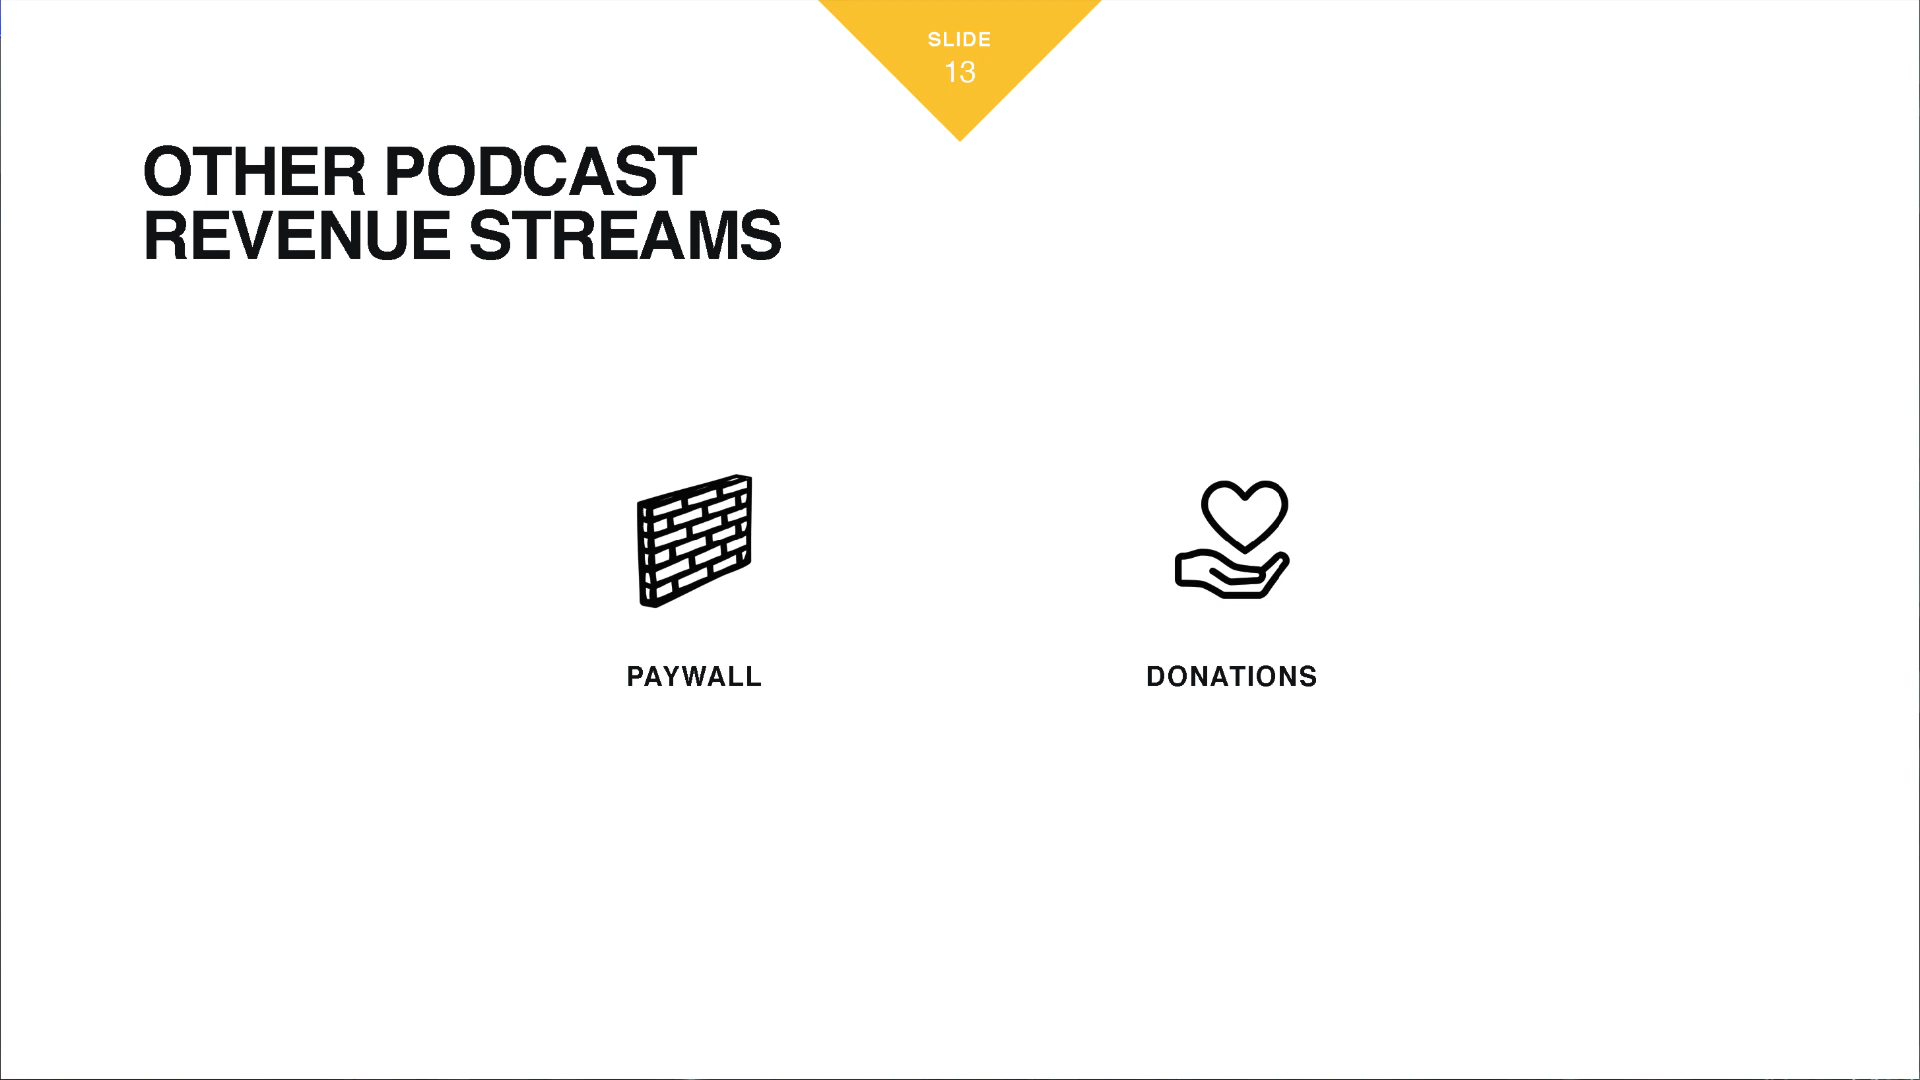 SLIDE
13
OTHER PODCAST
REVENUE STREAMS
PAYWALL
DONATIONS